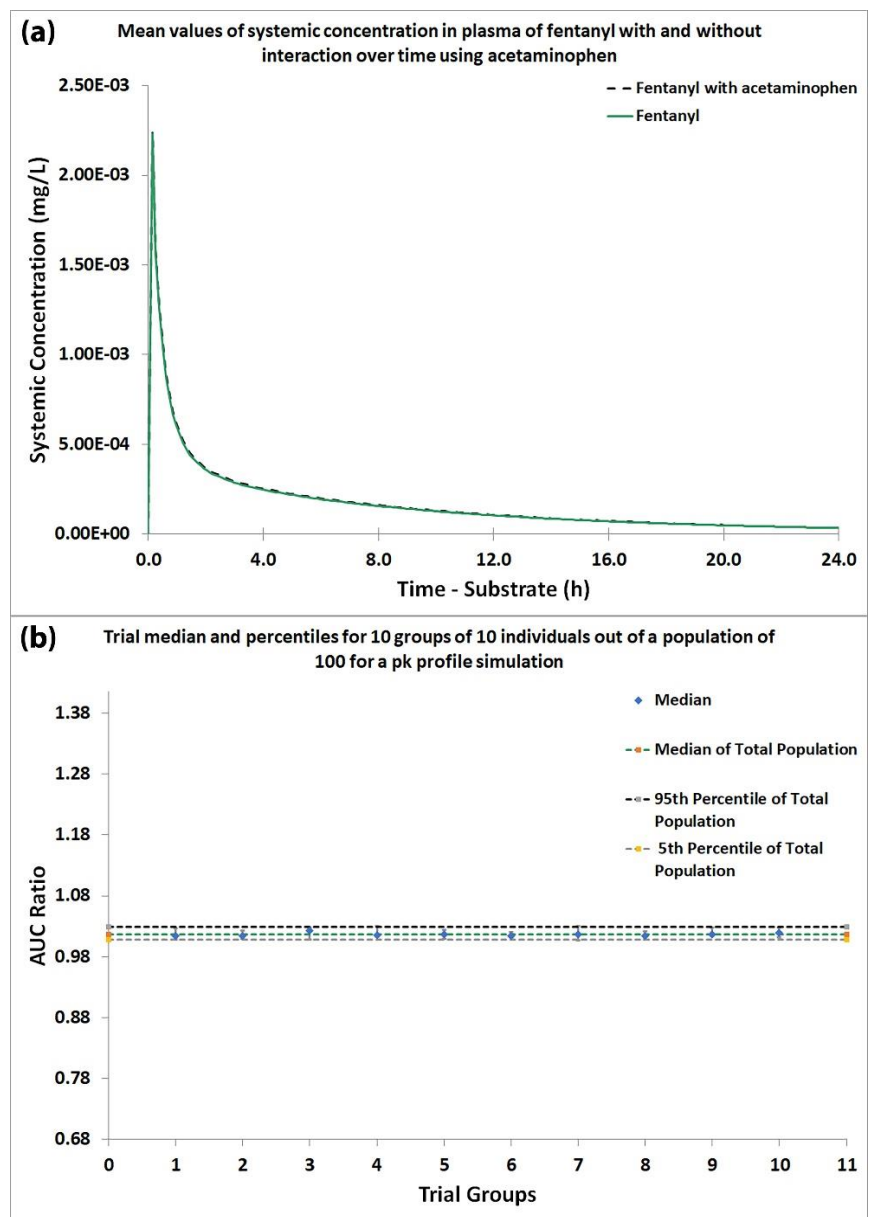 (a)
Mean values of systemic concentration in plasma of fentanyl with and without
interaction over time using acetaminophen
2.50E-03
2.00E-03
1.50E-03
1.00E-03
5.00E-04
0.00E+00
Systemic Concentration (mg/L)
Fentanyl with acetaminophen
Fentanyl
0.0 4.0 8.0 12.0 16.0 20.0 24.0
Time - Substrate (h)
(b)
Trial median and percentiles for 10 groups of 10 individuals out of a population of
100 for a pk profile simulation
1.38
1.28
1.18
1.08
0.98
0.88
0.78
0.68
AUC Ratio
Median
Median of Total Population
95th Percentile of Total
Population
5th Percentile of Total
Population
0 1 2 3 4 5 6 7 8 9 10 11
Trial Groups